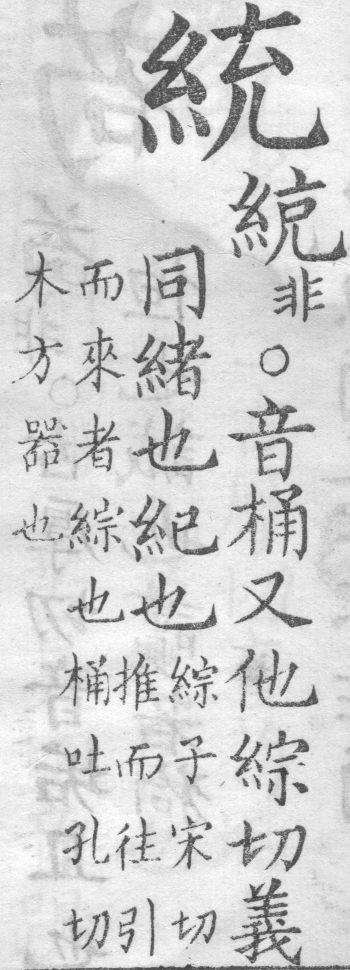 統
綂非○音桶又他綜切義
同緒也紀也
綜子宋切
推而往引
而來者綜也桶吐孔切
木方器也